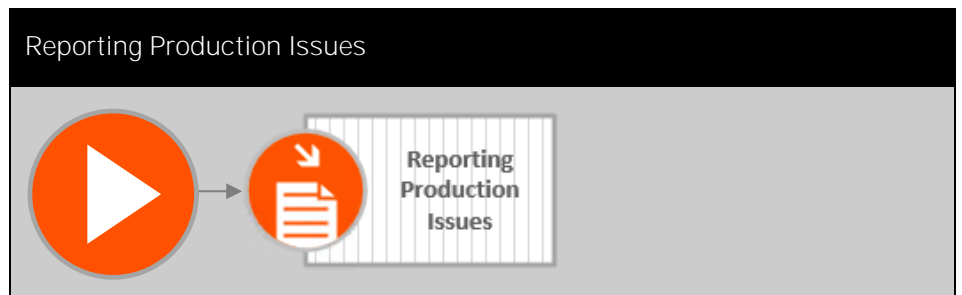 Reporting Production Issues
Reporting
Production
Issues